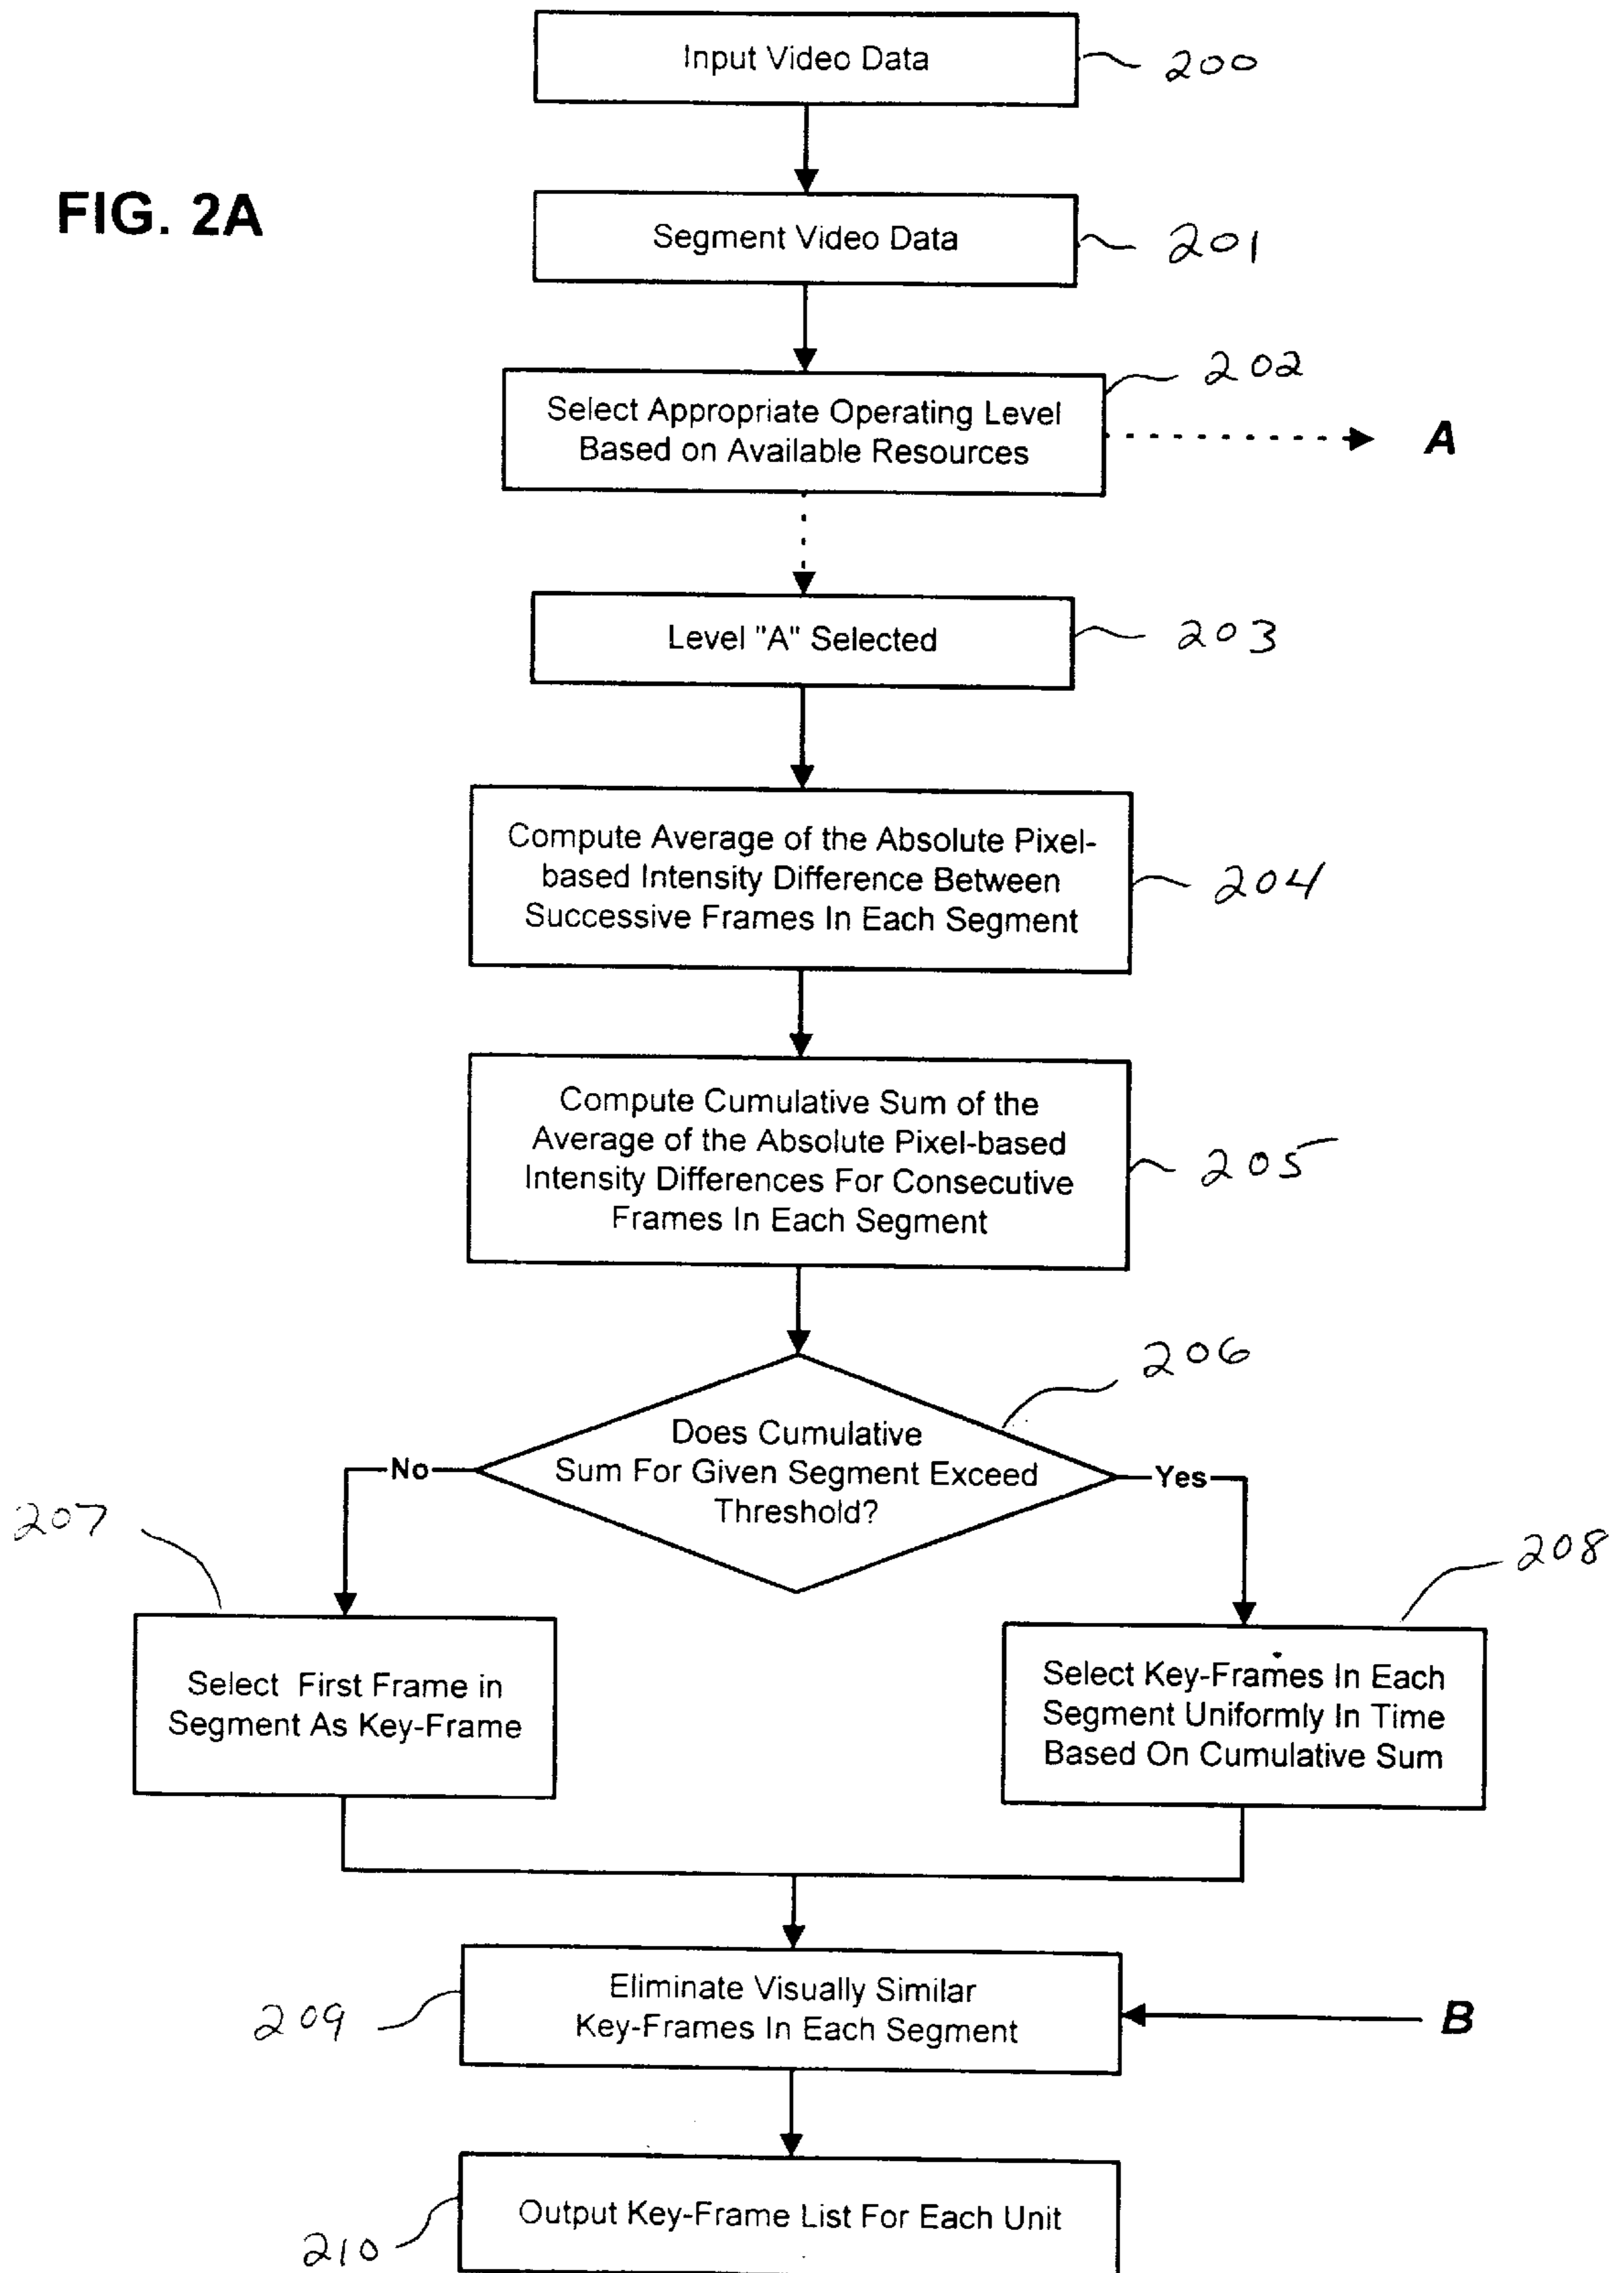 Input Video Data
200
FIG. 2A
Segment Video Data
201
202
Select Appropriate Operating Level
Based on Available Resources
A
Level "A" Selected
203
Compute Average of the Absolute Pixel-
based Intensity Difference Between
Successive Frames In Each Segment
204
Compute Cumulative Sum of the
Average of the Absolute Pixel-based
Intensity Differences For Consecutive
Frames In Each Segment
205
206
Does Cumulative
Sum For Given Segment Exceed
Threshold?
No
Yes
207
208
Select First Frame in
Segment As Key-Frame
Select Key-Frames In Each
Segment Uniformly In Time
Based On Cumulative Sum
Eliminate Visually Similar
Key-Frames In Each Segment
209
B
Output Key-Frame List For Each Unit
210